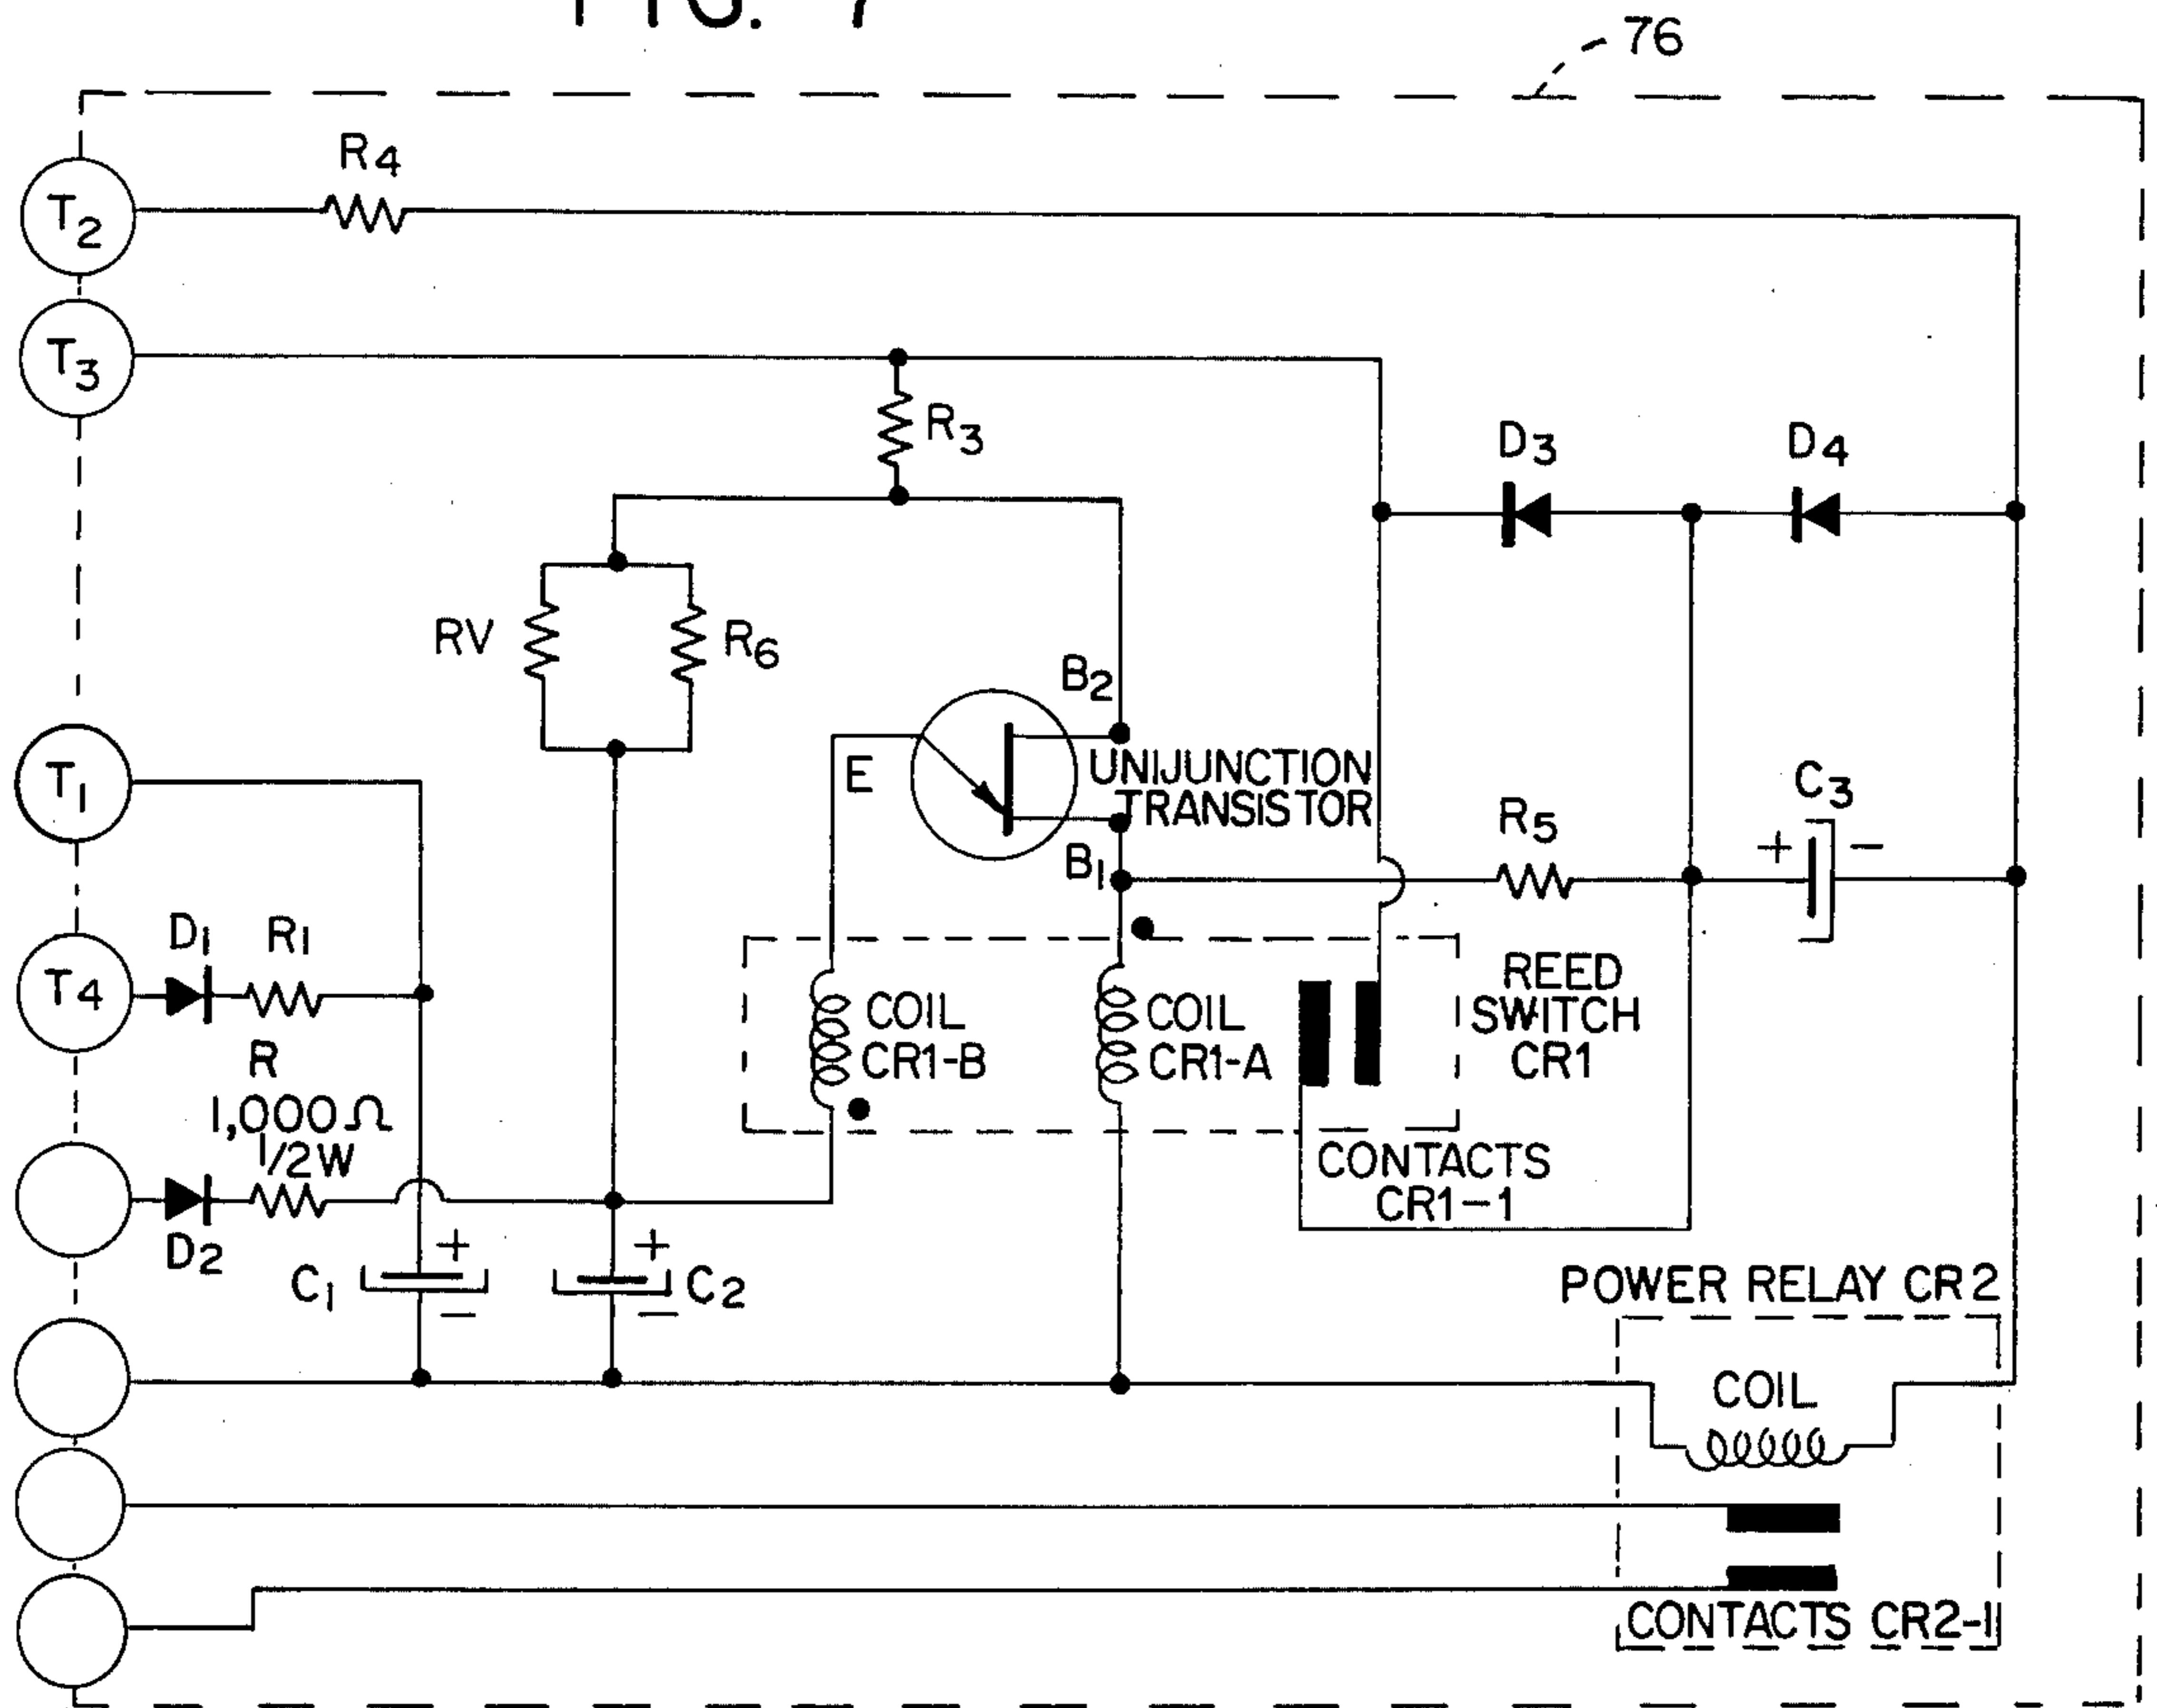 FIG. 7
76
R4
T2
T3
R3
D3
D4
RV
R6
B2
T1
E
UNIJUNCTION
TRANSISTOR
C3
R5
+
−
B1
D1
R1
T4
COIL
CR1-B
COIL
CR1-A
REED
SWITCH
CR1
R
1,000Ω
1/2W
CONTACTS
CR1-1
D2
+
+
C1
C2
−
−
POWER RELAY CR2
COIL
CONTACTS CR2-1